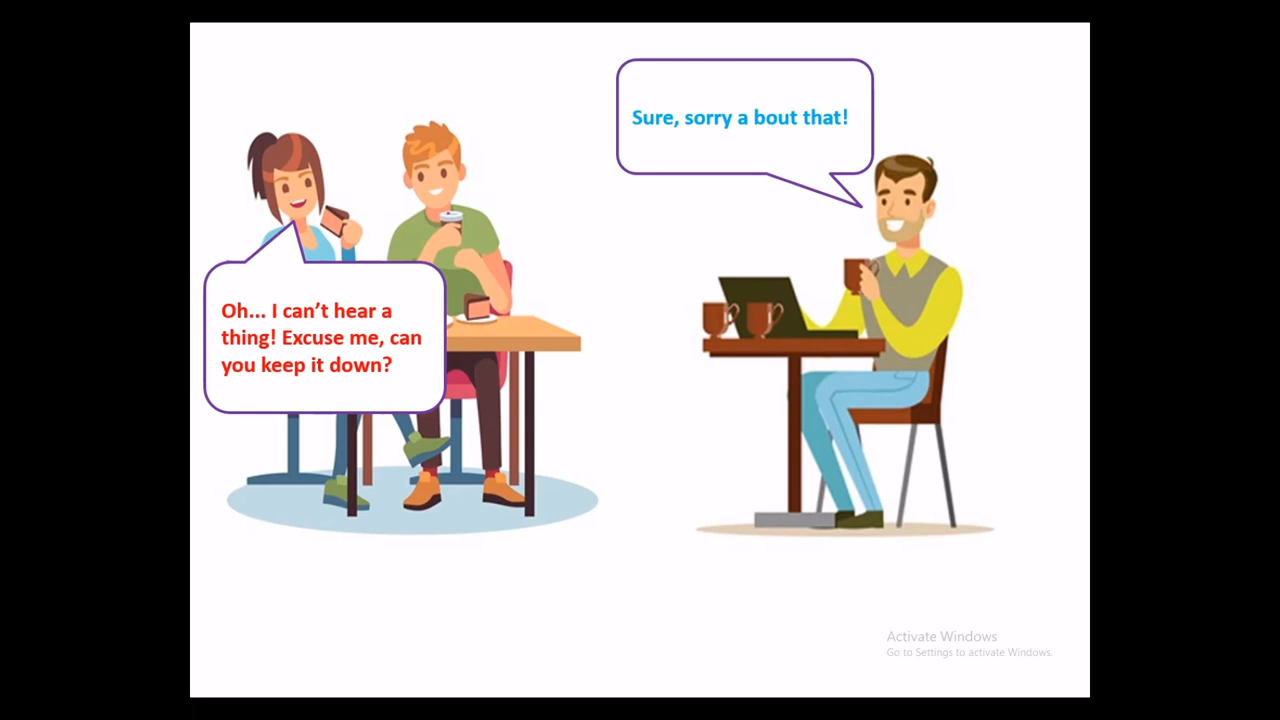 Sure, sorry a bout that!
Oh... I can't hear a
thing! Excuse me, can
you keep it down?
Activate Windows
Go to Settings to activate Windows.